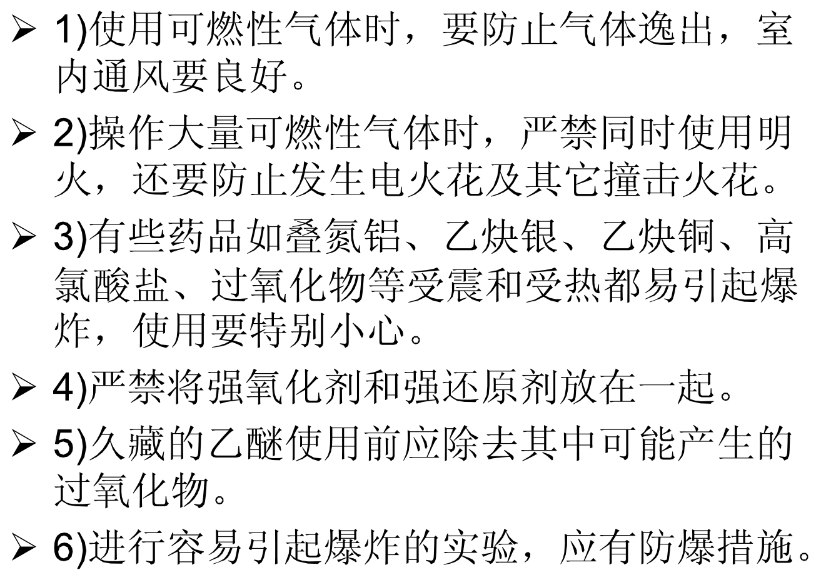 ➢ 1)使用可燃性气体时，要防止气体逸出，室
内通风要良好。
➢ 2)操作大量可燃性气体时，严禁同时使用明
火，还要防止发生电火花及其它撞击火花。
➢ 3)有些药品如叠氮铝、乙炔银、乙炔铜、高
氯酸盐、过氧化物等受震和受热都易引起爆
炸，使用要特别小心。
➢ 4)严禁将强氧化剂和强还原剂放在一起。
➢ 5)久藏的乙醚使用前应除去其中可能产生的
过氧化物。
➢ 6)进行容易引起爆炸的实验，应有防爆措施。